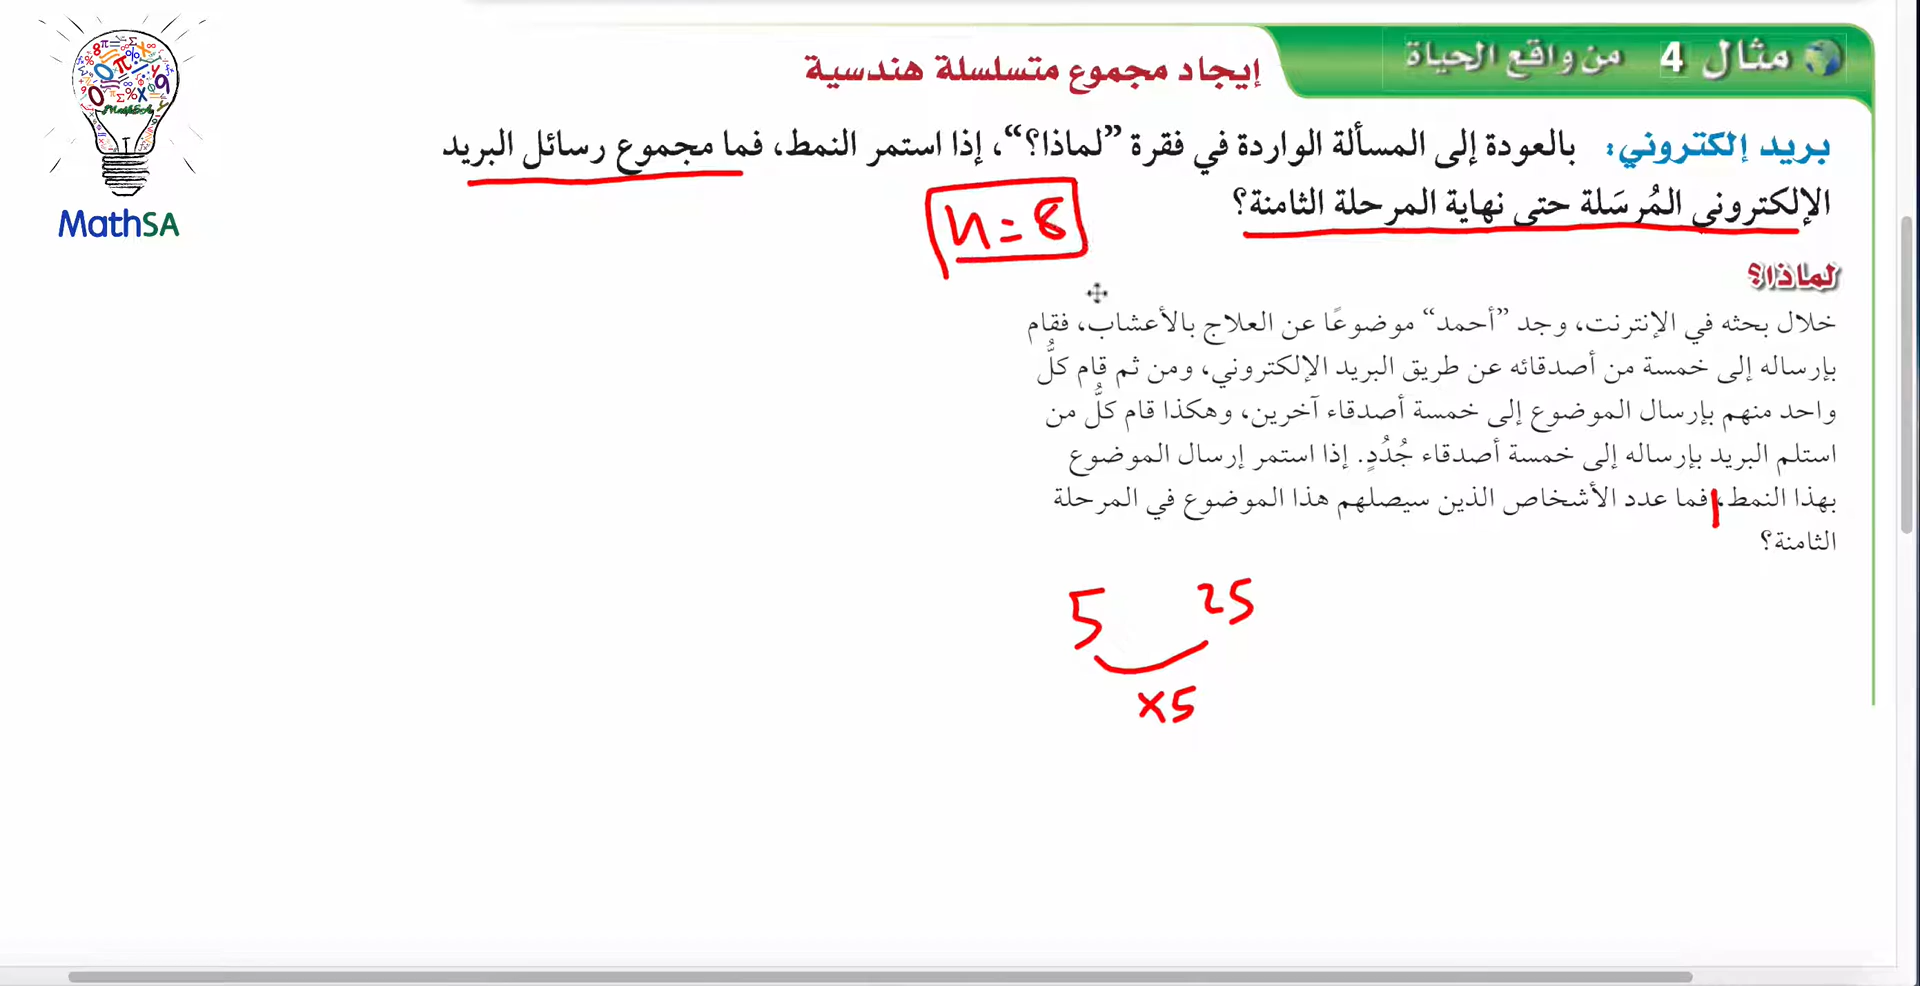 مثال 4 من واقع الحياة
إيجاد مجموع متسلسلة هندسية
بريد إلكتروني: بالعودة إلى المسألة الواردة في فقرة ”لماذا؟“، إذا استمر النمط، فما مجموع رسائل البريد
الإلكتروني المُرسَلة حتى نهاية المرحلة الثامنة؟
n = 8
لماذا؟
خلال بحثه في الإنترنت، وجد ”أحمد“ موضوعًا عن العلاج بالأعشاب، فقام
بإرساله إلى خمسة من أصدقائه عن طريق البريد الإلكتروني، ومن ثم قام كلُّ
واحد منهم بإرسال الموضوع إلى خمسة أصدقاء آخرين، وهكذا قام كلُّ من
استلم البريد بإرساله إلى خمسة أصدقاء جُدُدٍ. إذا استمر إرسال الموضوع
بهذا النمط، فما عدد الأشخاص الذين سيصلهم هذا الموضوع في المرحلة
الثامنة؟
5 25
×5
MathSA